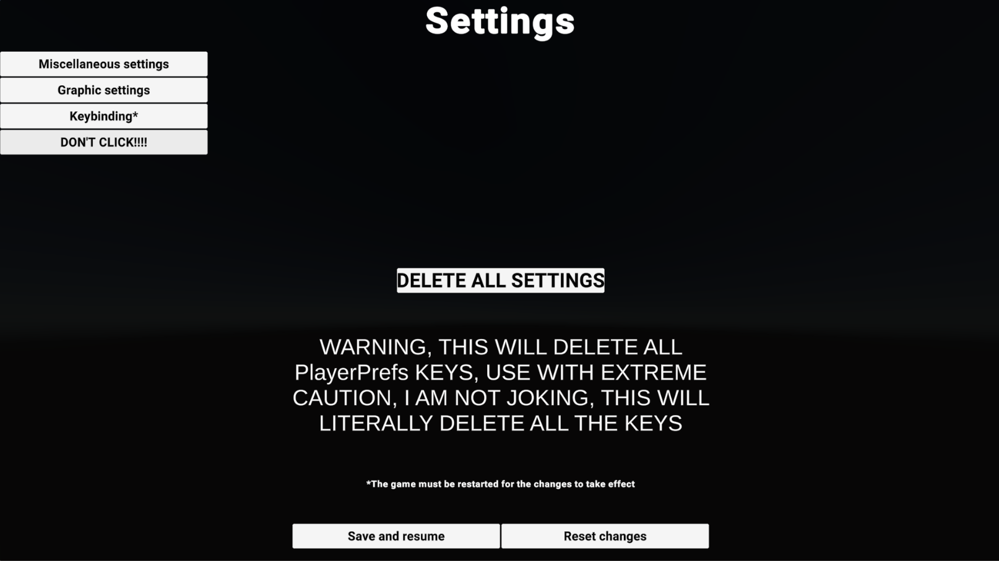 Settings
Miscellaneous settings
Graphic settings
Keybinding*
DON'T CLICK!!!!
DELETE ALL SETTINGS
WARNING, THIS WILL DELETE ALL
PlayerPrefs KEYS, USE WITH EXTREME
CAUTION, I AM NOT JOKING, THIS WILL
LITERALLY DELETE ALL THE KEYS
*The game must be restarted for the changes to take effect
Save and resume
Reset changes